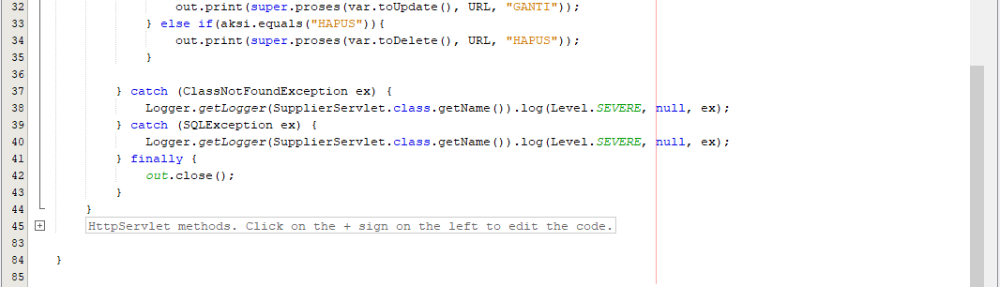 32 out.print(super.proses(var.toUpdate(), URL, "GANTI"));
33 } else if(aksi.equals("HAPUS")){
34 out.print(super.proses(var.toDelete(), URL, "HAPUS"));
35 }
36
37 } catch (ClassNotFoundException ex) {
38 Logger.getLogger(SupplierServlet.class.getName()).log(Level.SEVERE, null, ex);
39 } catch (SQLException ex) {
40 Logger.getLogger(SupplierServlet.class.getName()).log(Level.SEVERE, null, ex);
41 } finally {
42 out.close();
43 }
44 }
45 HttpServlet methods. Click on the + sign on the left to edit the code.
83
84 }
85